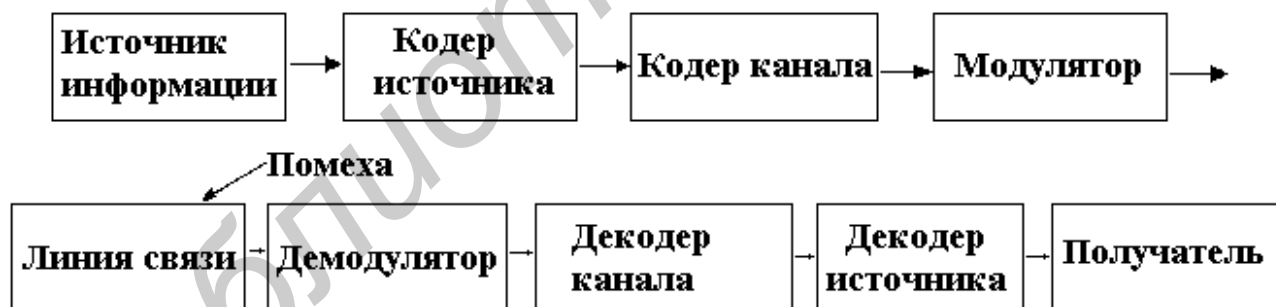 Источник
информации
Кодер
источника
Кодер канала
Модулятор
Помеха
Линия связи
Демодулятор
Декодер
канала
Декодер
источника
Получатель